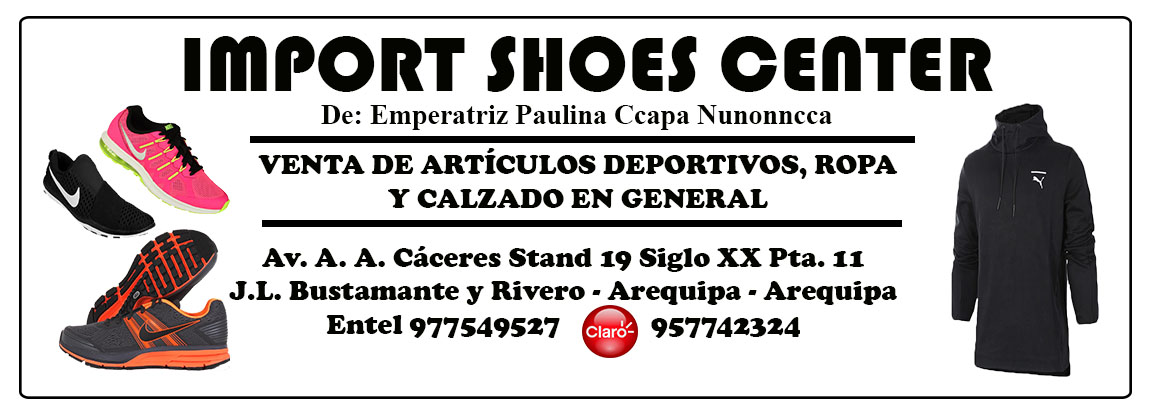 IMPORT SHOES CENTER
De: Emperatriz Paulina Ccapa Nunonncca
VENTA DE ARTÍCULOS DEPORTIVOS, ROPA
Y CALZADO EN GENERAL
Av. A. A. Cáceres Stand 19 Siglo XX Pta. 11
J.L. Bustamante y Rivero - Arequipa - Arequipa
Entel 977549527 Claro 957742324